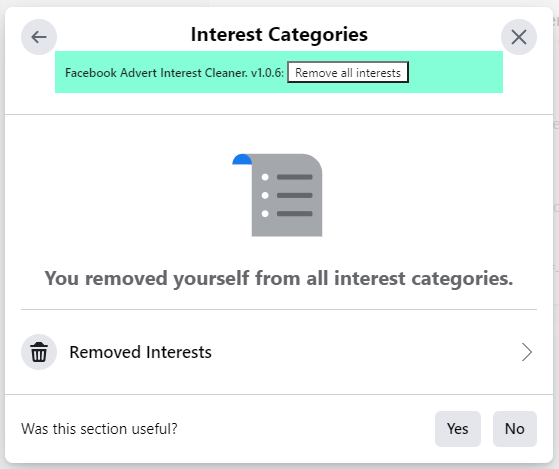 Interest Categories
Facebook Advert Interest Cleaner. v1.0.6: Remove all interests
You removed yourself from all interest categories.
Removed Interests
Was this section useful? Yes No